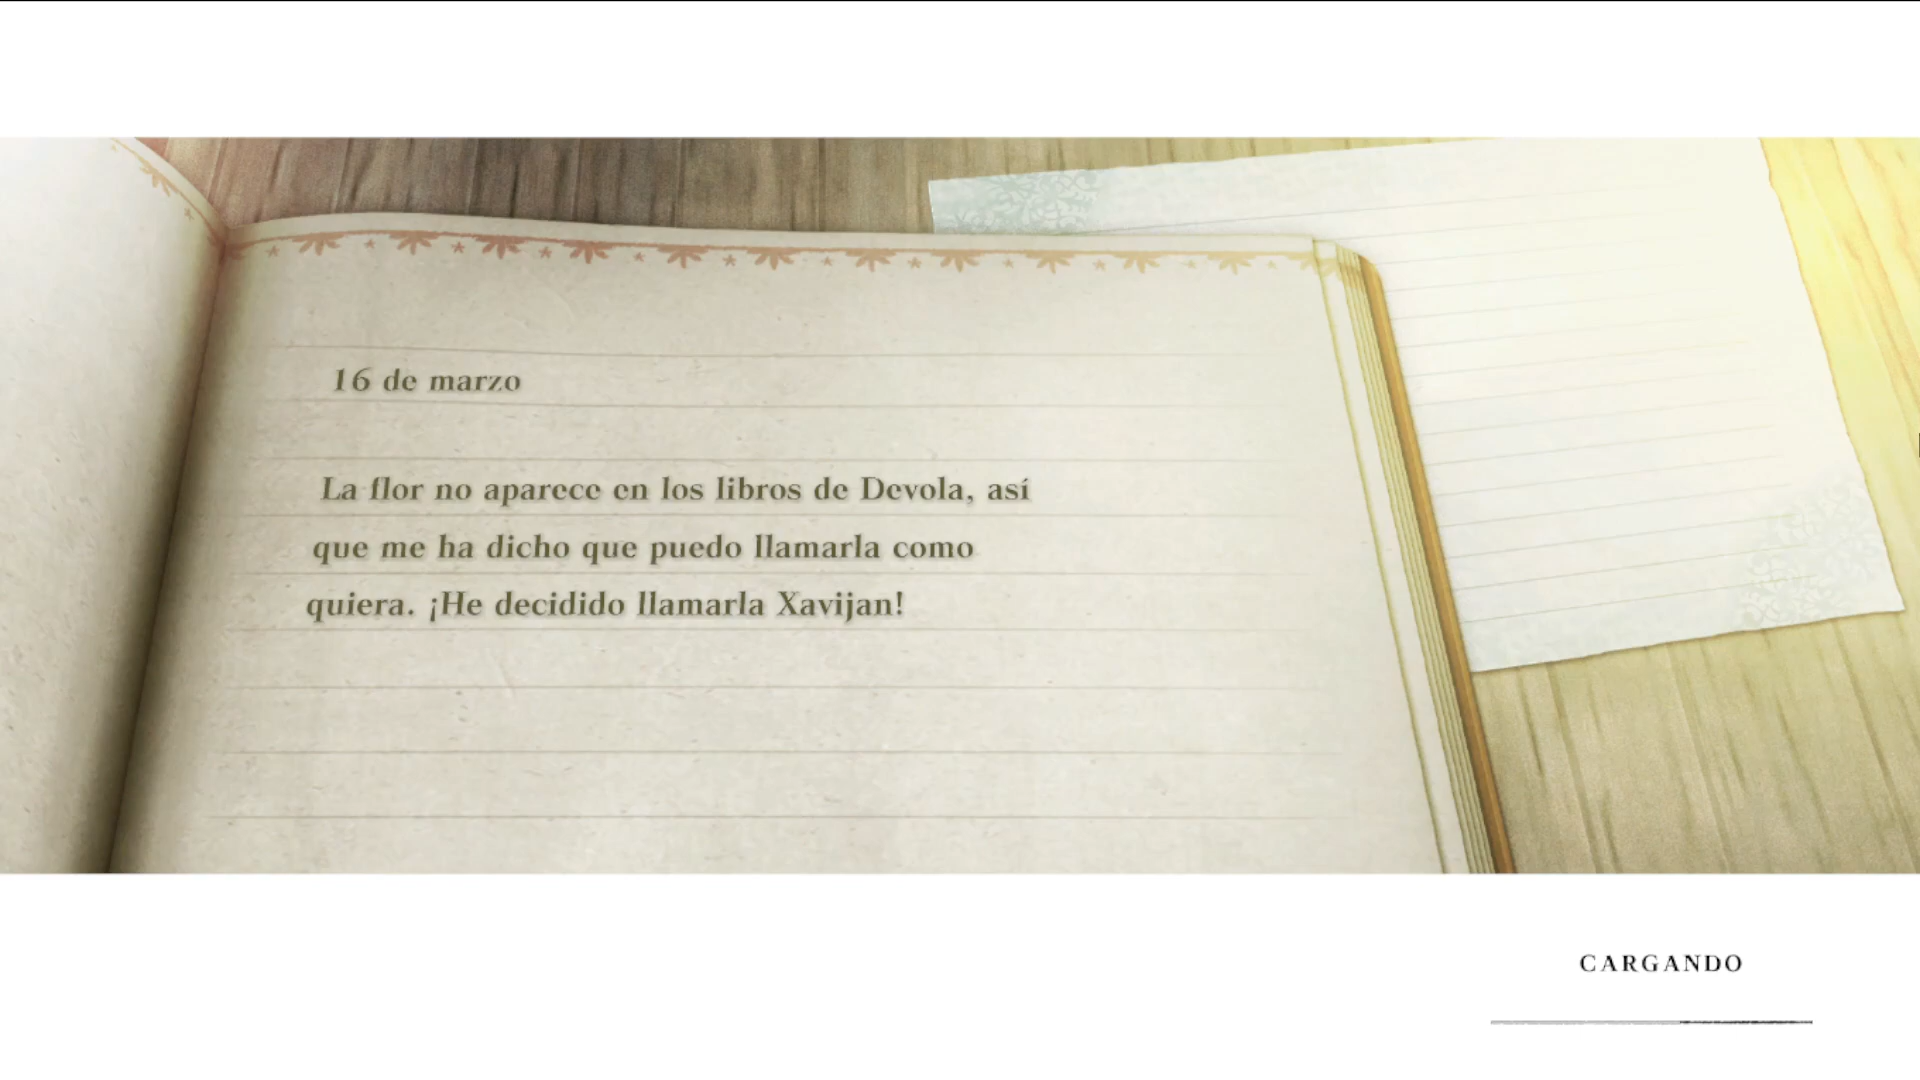 16 de marzo
La flor no aparece en los libros de Devola, así
que me ha dicho que puedo llamarla como
quiera. ¡He decidido llamarla Xavijan!
CARGANDO